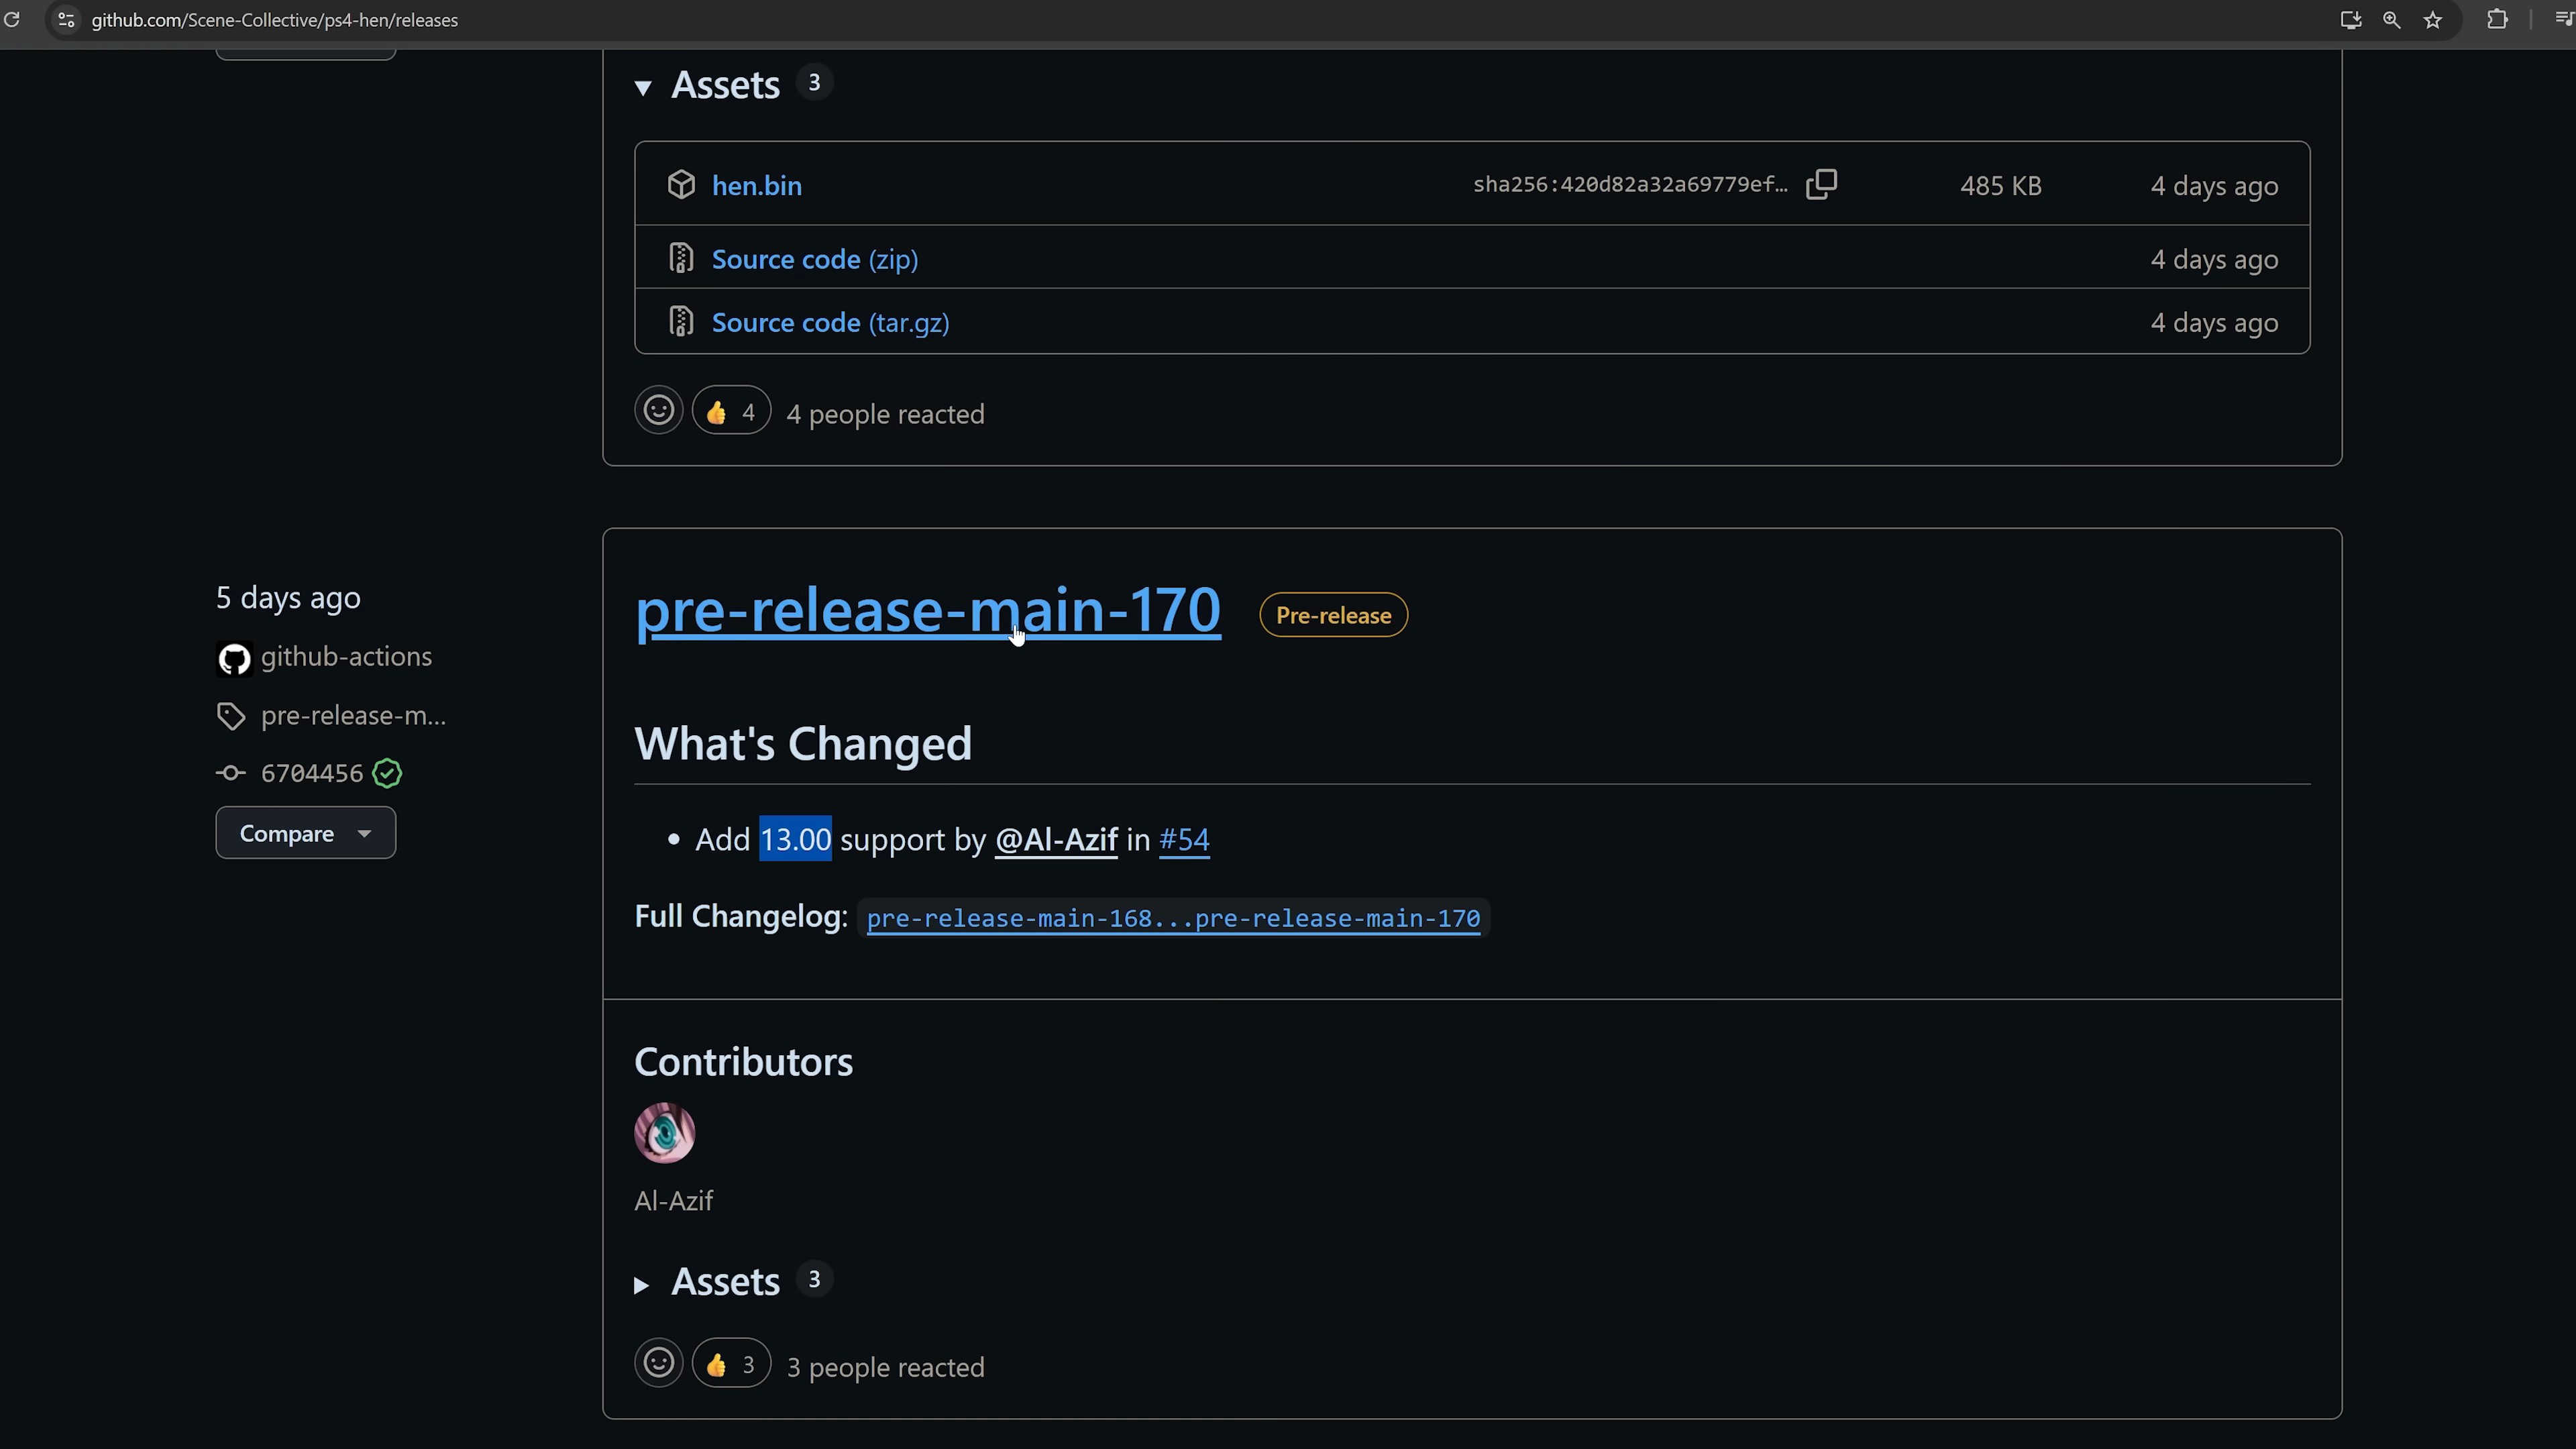 github.com/Scene-Collective/ps4-hen/releases
Assets 3
hen.bin sha256:420d82a32a69779ef… 485 KB 4 days ago
Source code (zip) 4 days ago
Source code (tar.gz) 4 days ago
👍 4 4 people reacted
5 days ago
github-actions
pre-release-m...
6704456
Compare
pre-release-main-170 Pre-release
What's Changed
• Add 13.00 support by @Al-Azif in #54
Full Changelog: pre-release-main-168...pre-release-main-170
Contributors
Al-Azif
Assets 3
👍 3 3 people reacted